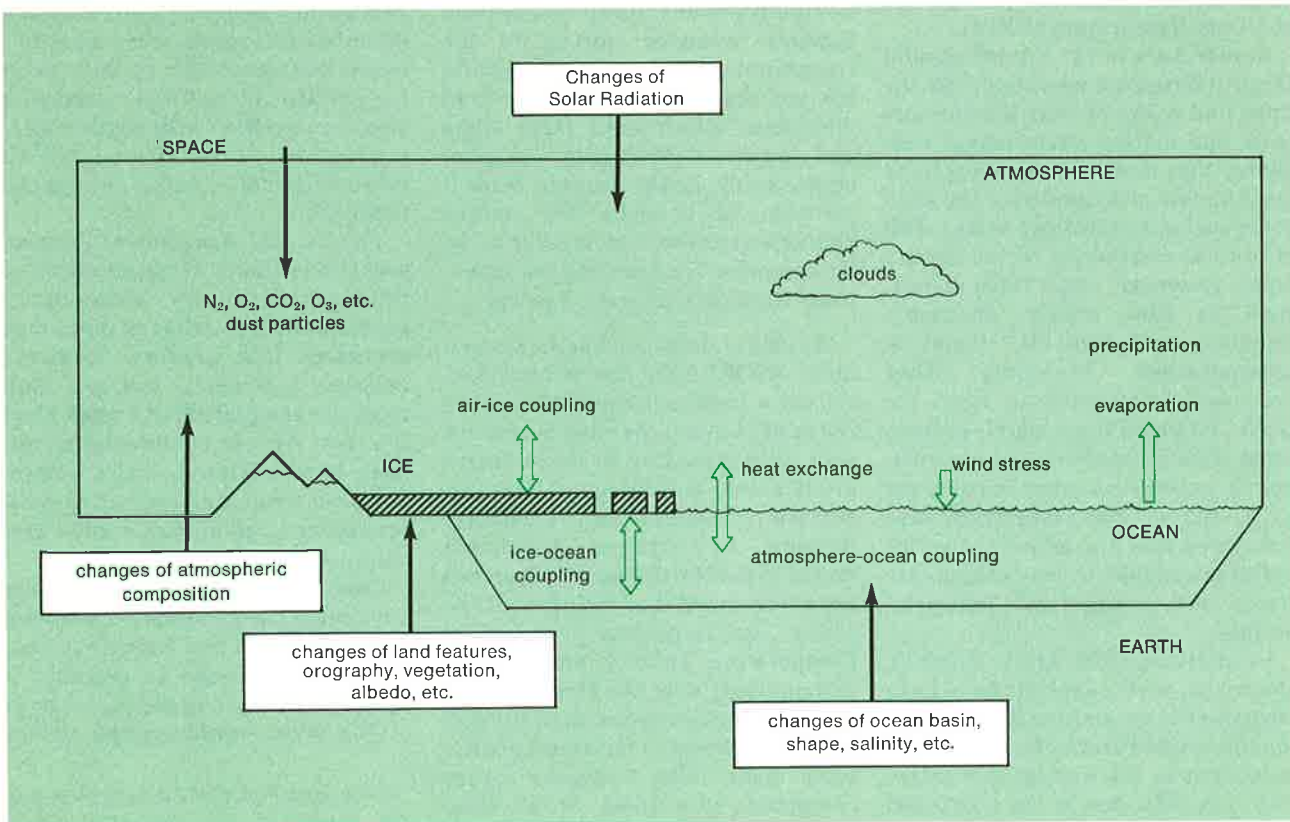 Changes of
Solar Radiation
SPACE
ATMOSPHERE
clouds
N₂, O₂, CO₂, O₃, etc.
dust particles
precipitation
air-ice coupling
evaporation
ICE
heat exchange
wind stress
OCEAN
ice-ocean
coupling
atmosphere-ocean coupling
changes of atmospheric
composition
EARTH
changes of land features,
orography, vegetation,
albedo, etc.
changes of ocean basin,
shape, salinity, etc.